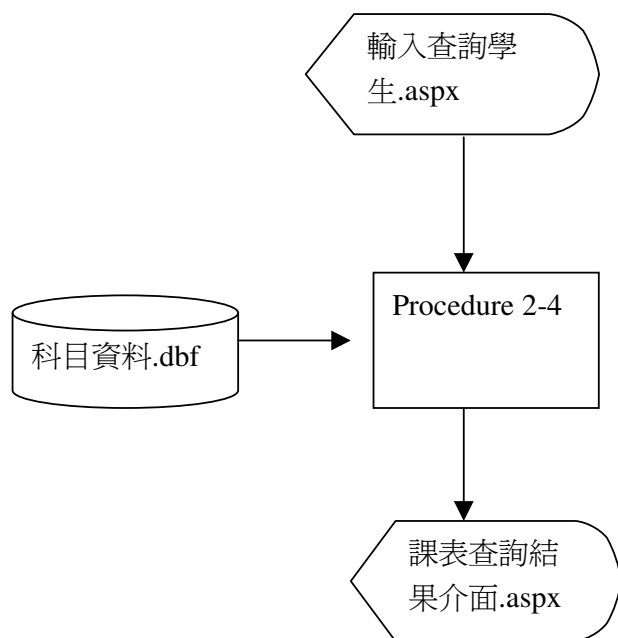 輸入查詢學
生.aspx
Procedure 2-4
科目資料.dbf
課表查詢結
果介面.aspx